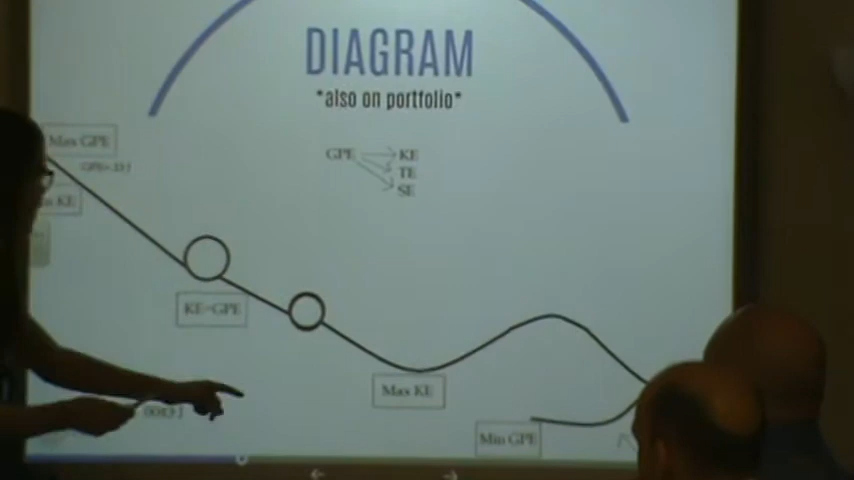 DIAGRAM
*also on portfolio*
Max GPE
GPE → KE
TE
SE
KE=GPE
Max KE
Min GPE